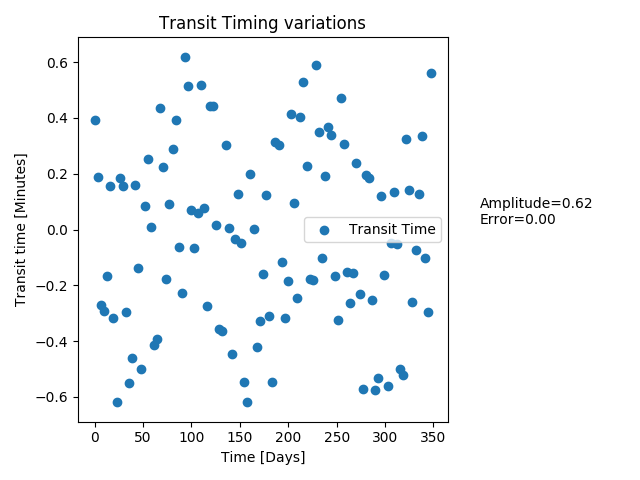 Transit Timing variations
Transit time [Minutes]
0.6
0.4
0.2
0.0
−0.2
−0.4
−0.6
Transit Time
Amplitude=0.62
Error=0.00
0 50 100 150 200 250 300 350
Time [Days]